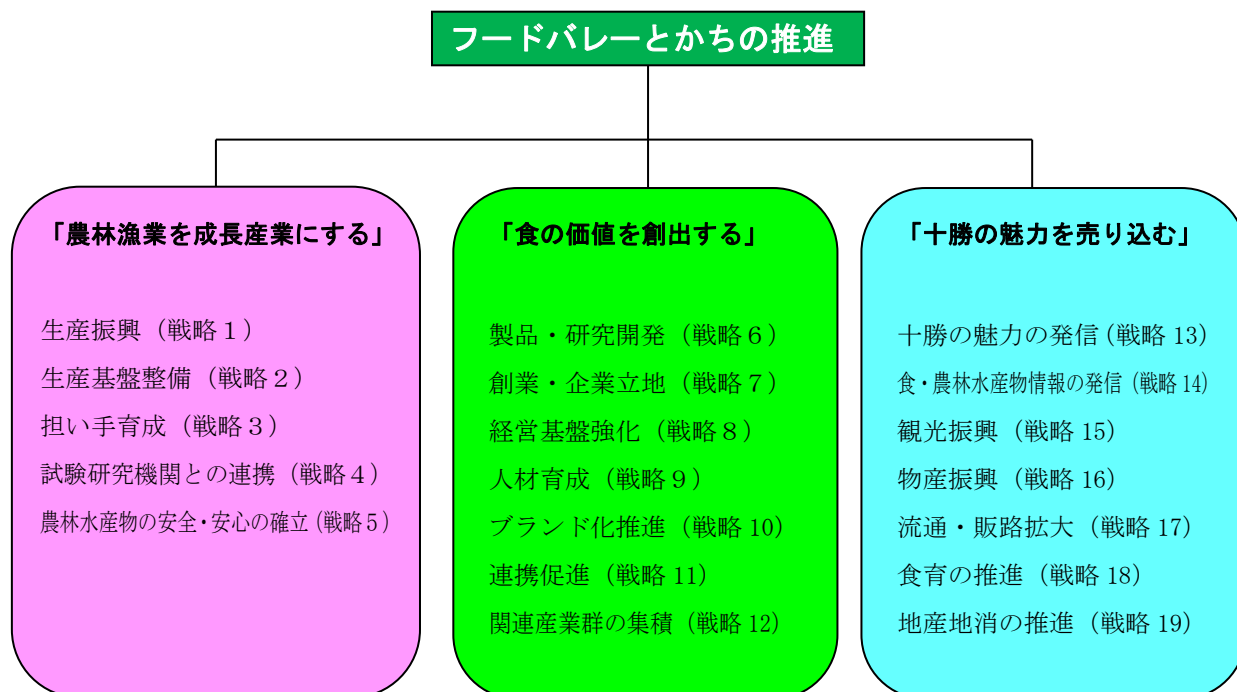 フードバレーとかちの推進
「農林漁業を成長産業にする」
生産振興（戦略１）
生産基盤整備（戦略２）
担い手育成（戦略３）
試験研究機関との連携（戦略４）
農林水産物の安全・安心の確立（戦略５）
「食の価値を創出する」
製品・研究開発（戦略６）
創業・企業立地（戦略７）
経営基盤強化（戦略８）
人材育成（戦略９）
ブランド化推進（戦略 10）
連携促進（戦略 11）
関連産業群の集積（戦略 12）
「十勝の魅力を売り込む」
十勝の魅力の発信（戦略 13）
食・農林水産物情報の発信（戦略 14）
観光振興（戦略 15）
物産振興（戦略 16）
流通・販路拡大（戦略 17）
食育の推進（戦略 18）
地産地消の推進（戦略 19）